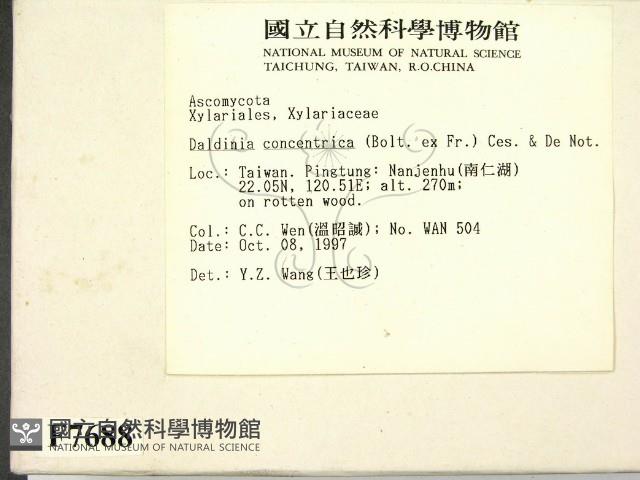 國立自然科學博物館
NATIONAL MUSEUM OF NATURAL SCIENCE
TAICHUNG, TAIWAN, R.O.CHINA
Ascomycota
Xylariales, Xylariaceae
Daldinia concentrica (Bolt. ex Fr.) Ces. & De Not.
Loc.: Taiwan. Pingtung: Nanjenhu(南仁湖)
22.05N, 120.51E; alt. 270m;
on rotten wood.
Col.: C.C. Wen(溫昭誠); No. WAN 504
Date: Oct. 08, 1997
Det.: Y.Z. Wang(王也珍)
F7688
國立自然科學博物館
NATIONAL MUSEUM OF NATURAL SCIENCE